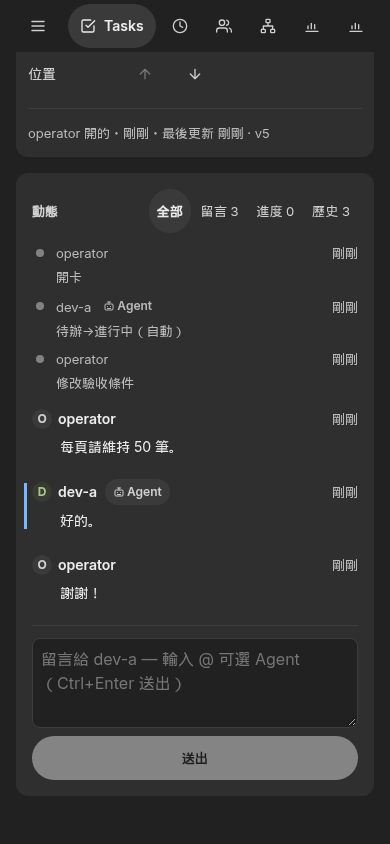 Tasks
位置
operator 開的・剛剛・最後更新 剛剛 · v5
動態 全部 留言 3 進度 0 歷史 3
operator 剛剛
開卡
dev-a Agent 剛剛
待辦→進行中（自動）
operator 剛剛
修改驗收條件
O operator 剛剛
每頁請維持 50 筆。
D dev-a Agent 剛剛
好的。
O operator 剛剛
謝謝！
留言給 dev-a — 輸入 @ 可選 Agent
（Ctrl+Enter 送出）
送出